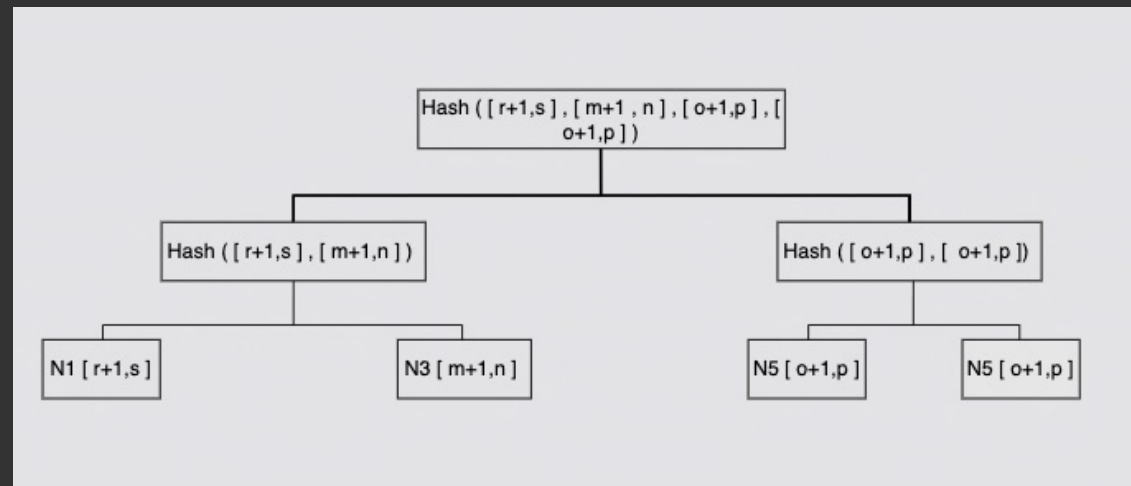 Hash ( [ r+1,s ] , [ m+1 , n ] , [ o+1,p ] , [
o+1,p ] )
Hash ( [ r+1,s ] , [ m+1,n ] )
Hash ( [ o+1,p ] , [ o+1,p ])
N1 [ r+1,s ]
N3 [ m+1,n ]
N5 [ o+1,p ]
N5 [ o+1,p ]